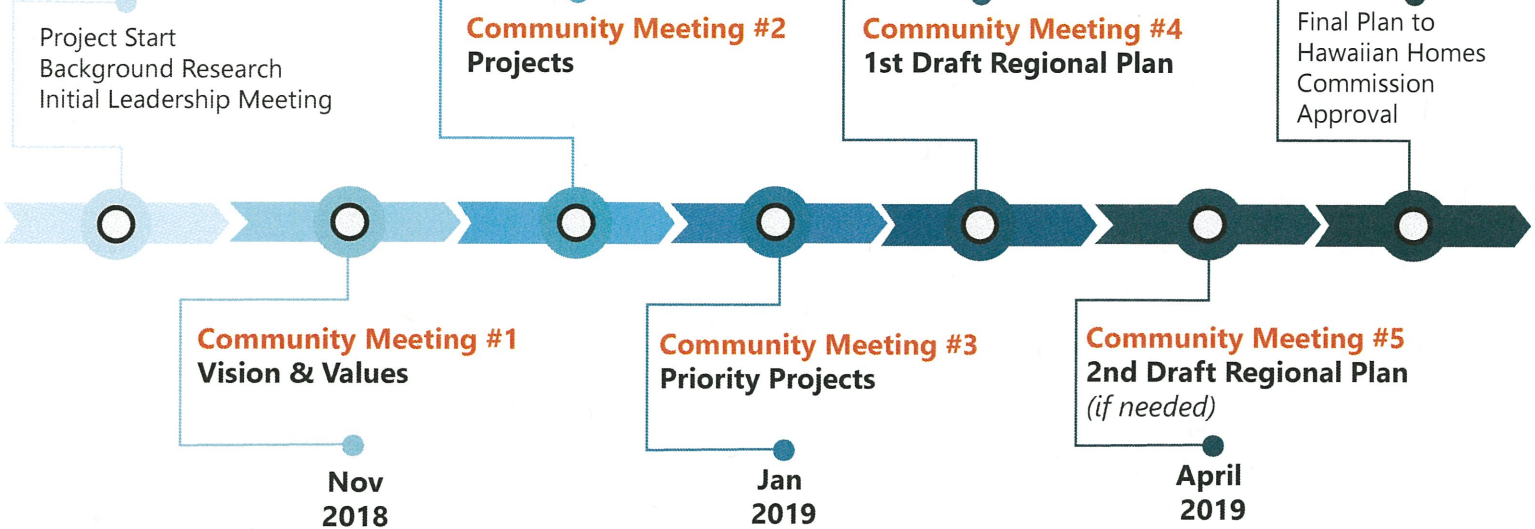 Project Start
Background Research
Initial Leadership Meeting
Community Meeting #2
Projects
Community Meeting #4
1st Draft Regional Plan
Final Plan to
Hawaiian Homes
Commission
Approval
Community Meeting #1
Vision & Values
Nov
2018
Community Meeting #3
Priority Projects
Jan
2019
Community Meeting #5
2nd Draft Regional Plan
(if needed)
April
2019